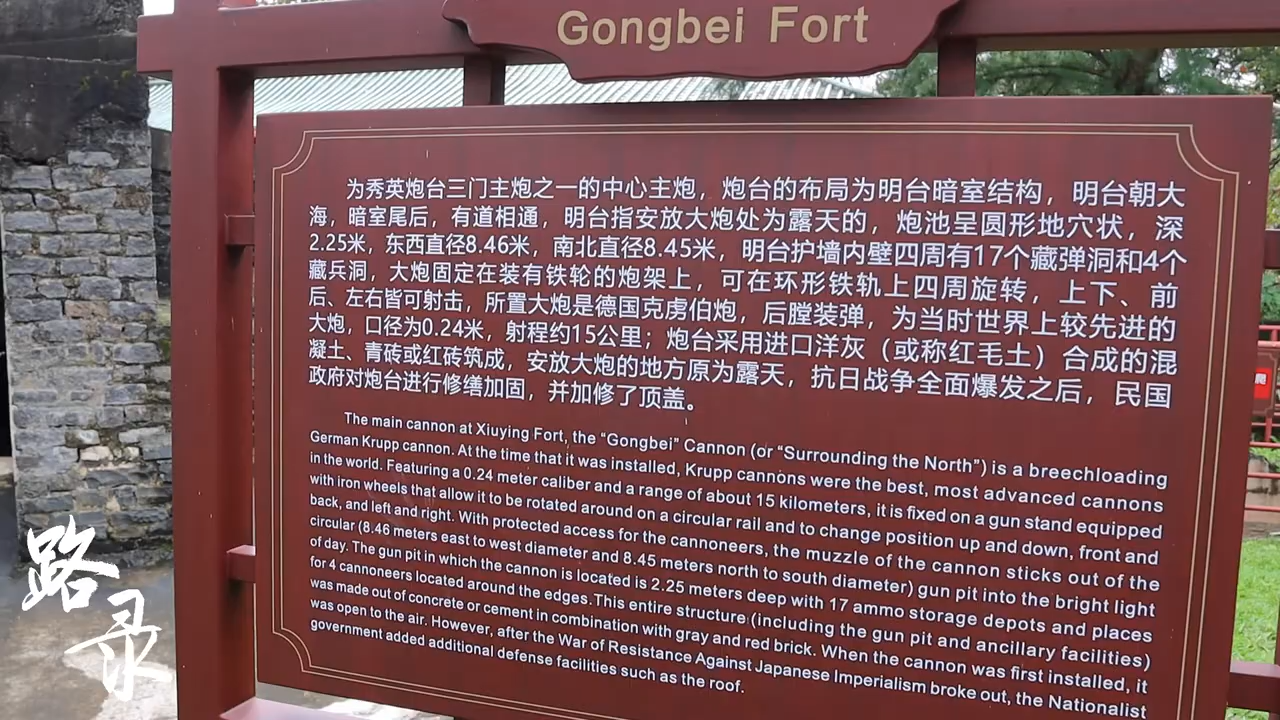 Gongbei Fort
为秀英炮台三门主炮之一的中心主炮，炮台的布局为明台暗室结构，明台朝大
海，暗室尾后，有道相通，明台指安放大炮处为露天的，炮池呈圆形地穴状，深
2.25米，东西直径8.46米，南北直径8.45米，明台护墙内壁四周有17个藏弹洞和4个
藏兵洞，大炮固定在装有铁轮的炮架上，可在环形铁轨上四周旋转，上下、前
后、左右皆可射击，所置大炮是德国克虏伯炮，后膛装弹，为当时世界上较先进的
大炮，口径为0.24米，射程约15公里；炮台采用进口洋灰（或称红毛土）合成的混
凝土、青砖或红砖筑成，安放大炮的地方原为露天，抗日战争全面爆发之后，民国
政府对炮台进行修缮加固，并加修了顶盖。
The main cannon at Xiuying Fort, the “Gongbei” Cannon (or “Surrounding the North”) is a breechloading
German Krupp cannon. At the time that it was installed, Krupp cannons were the best, most advanced cannons
in the world. Featuring a 0.24 meter caliber and a range of about 15 kilometers, it is fixed on a gun stand equipped
with iron wheels that allow it to be rotated around on a circular rail and to change position up and down, front and
back, and left and right. With protected access for the cannoneers, the muzzle of the cannon sticks out of the
circular (8.46 meters east to west diameter and 8.45 meters north to south diameter) gun pit into the bright light
of day. The gun pit in which the cannon is located is 2.25 meters deep with 17 ammo storage depots and places
for 4 cannoneers located around the edges. This entire structure (including the gun pit and ancillary facilities)
was made out of concrete or cement in combination with gray and red brick. When the cannon was first installed, it
was open to the air. However, after the War of Resistance Against Japanese Imperialism broke out, the Nationalist
government added additional defense facilities such as the roof.
路
录